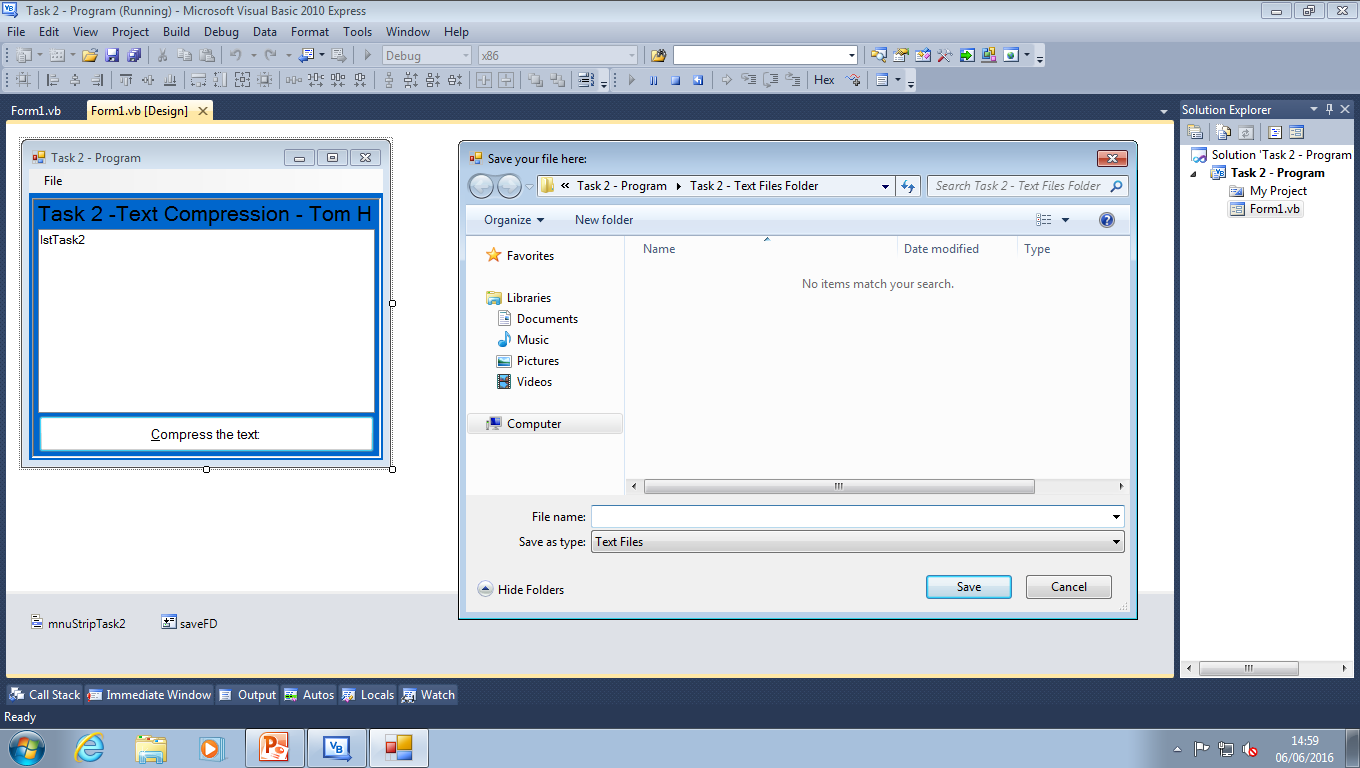 Task 2 - Program (Running) - Microsoft Visual Basic 2010 Express
File Edit View Project Build Debug Data Format Tools Window Help
Debug x86
Hex
Form1.vb Form1.vb [Design]
Task 2 - Program
File
Task 2 -Text Compression - Tom H
lstTask2
Compress the text:
mnuStripTask2 saveFD
Save your file here:
« Task 2 - Program Task 2 - Text Files Folder Search Task 2 - Text Files Folder
Organize New folder
Favorites
Libraries
Documents
Music
Pictures
Videos
Computer
Name Date modified Type
No items match your search.
File name:
Save as type: Text Files
Hide Folders Save Cancel
Solution Explorer
Solution 'Task 2 - Program
Task 2 - Program
My Project
Form1.vb
Call Stack Immediate Window Output Autos Locals Watch
Ready
14:59
06/06/2016